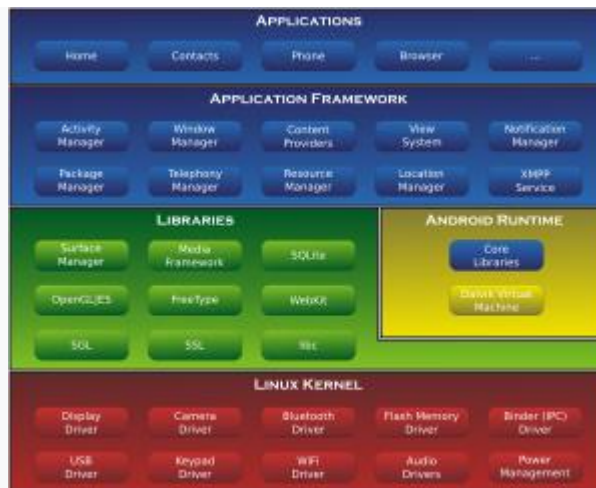 APPLICATIONS
Home Contacts Phone Browser ...
APPLICATION FRAMEWORK
Activity Manager Window Manager Content Providers View System Notification Manager
Package Manager Telephony Manager Resource Manager Location Manager XMPP Service
LIBRARIES ANDROID RUNTIME
Surface Manager Media Framework SQLite Core Libraries
OpenGL|ES FreeType WebKit Dalvik Virtual Machine
SGL SSL libc
LINUX KERNEL
Display Driver Camera Driver Bluetooth Driver Flash Memory Driver Binder (IPC) Driver
USB Driver Keypad Driver WiFi Driver Audio Drivers Power Management